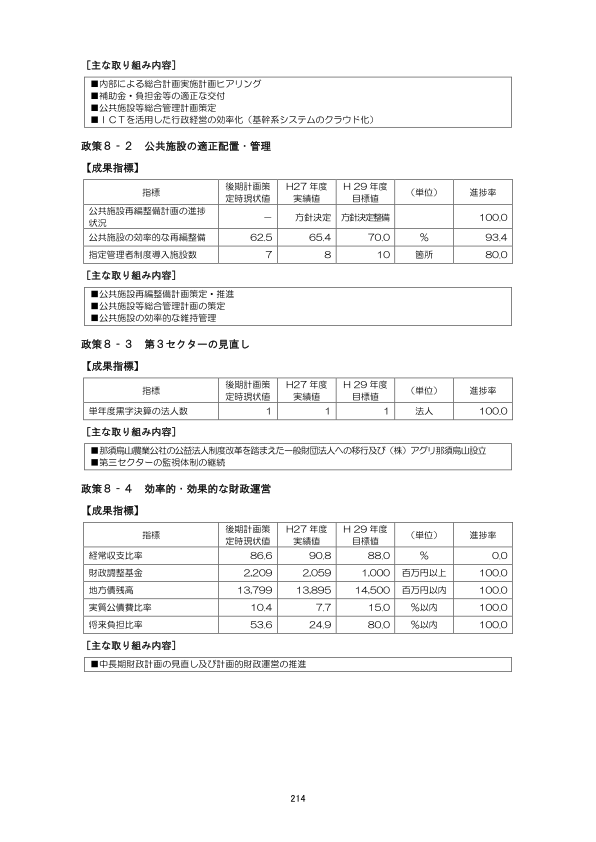 ［主な取り組み内容］
■内部による総合計画実施計画ヒアリング
■補助金・負担金等の適正な交付
■公共施設等総合管理計画策定
■ＩＣＴを活用した行政経営の効率化（基幹系システムのクラウド化）
政策８‐２　公共施設の適正配置・管理
【成果指標】
指標　後期計画策定時現状値　H27 年度実績値　H 29 年度目標値　（単位）　進捗率
公共施設再編整備計画の進捗状況　－　方針決定　方針決定整備　100.0
公共施設の効率的な再編整備　62.5　65.4　70.0　％　93.4
指定管理者制度導入施設数　7　8　10　箇所　80.0
［主な取り組み内容］
■公共施設再編整備計画策定・推進
■公共施設等総合管理計画の策定
■公共施設の効率的な維持管理
政策８‐３　第３セクターの見直し
【成果指標】
指標　後期計画策定時現状値　H27 年度実績値　H 29 年度目標値　（単位）　進捗率
単年度黒字決算の法人数　1　1　1　法人　100.0
［主な取り組み内容］
■那須烏山農業公社の公益法人制度改革を踏まえた一般財団法人への移行及び（株）アグリ那須烏山設立
■第三セクターの監視体制の継続
政策８‐４　効率的・効果的な財政運営
【成果指標】
指標　後期計画策定時現状値　H27 年度実績値　H 29 年度目標値　（単位）　進捗率
経常収支比率　86.6　90.8　88.0　％　0.0
財政調整基金　2,209　2,059　1,000　百万円以上　100.0
地方債残高　13,799　13,895　14,500　百万円以内　100.0
実質公債費比率　10.4　7.7　15.0　％以内　100.0
将来負担比率　53.6　24.9　80.0　％以内　100.0
［主な取り組み内容］
■中長期財政計画の見直し及び計画的財政運営の推進
214